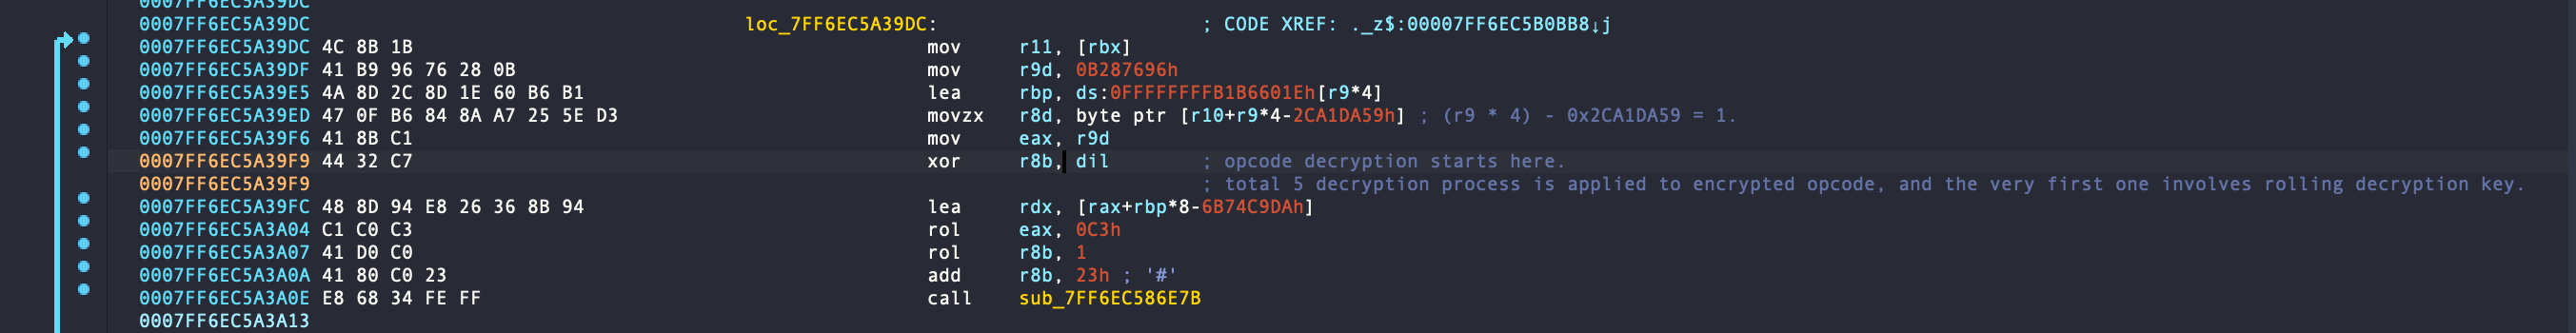 0007FF6EC5A39DC
0007FF6EC5A39DC loc_7FF6EC5A39DC: ; CODE XREF: ._z$:00007FF6EC5B0BB8↓j
0007FF6EC5A39DC 4C 8B 1B mov r11, [rbx]
0007FF6EC5A39DF 41 B9 96 76 28 0B mov r9d, 0B287696h
0007FF6EC5A39E5 4A 8D 2C 8D 1E 60 B6 B1 lea rbp, ds:0FFFFFFFFB1B6601Eh[r9*4]
0007FF6EC5A39ED 47 0F B6 84 8A A7 25 5E D3 movzx r8d, byte ptr [r10+r9*4-2CA1DA59h] ; (r9 * 4) - 0x2CA1DA59 = 1.
0007FF6EC5A39F6 41 8B C1 mov eax, r9d
0007FF6EC5A39F9 44 32 C7 xor r8b, dil ; opcode decryption starts here.
0007FF6EC5A39F9 ; total 5 decryption process is applied to encrypted opcode, and the very first one involves rolling decryption key.
0007FF6EC5A39FC 48 8D 94 E8 26 36 8B 94 lea rdx, [rax+rbp*8-6B74C9DAh]
0007FF6EC5A3A04 C1 C0 C3 rol eax, 0C3h
0007FF6EC5A3A07 41 D0 C0 rol r8b, 1
0007FF6EC5A3A0A 41 80 C0 23 add r8b, 23h ; '#'
0007FF6EC5A3A0E E8 68 34 FE FF call sub_7FF6EC586E7B
0007FF6EC5A3A13